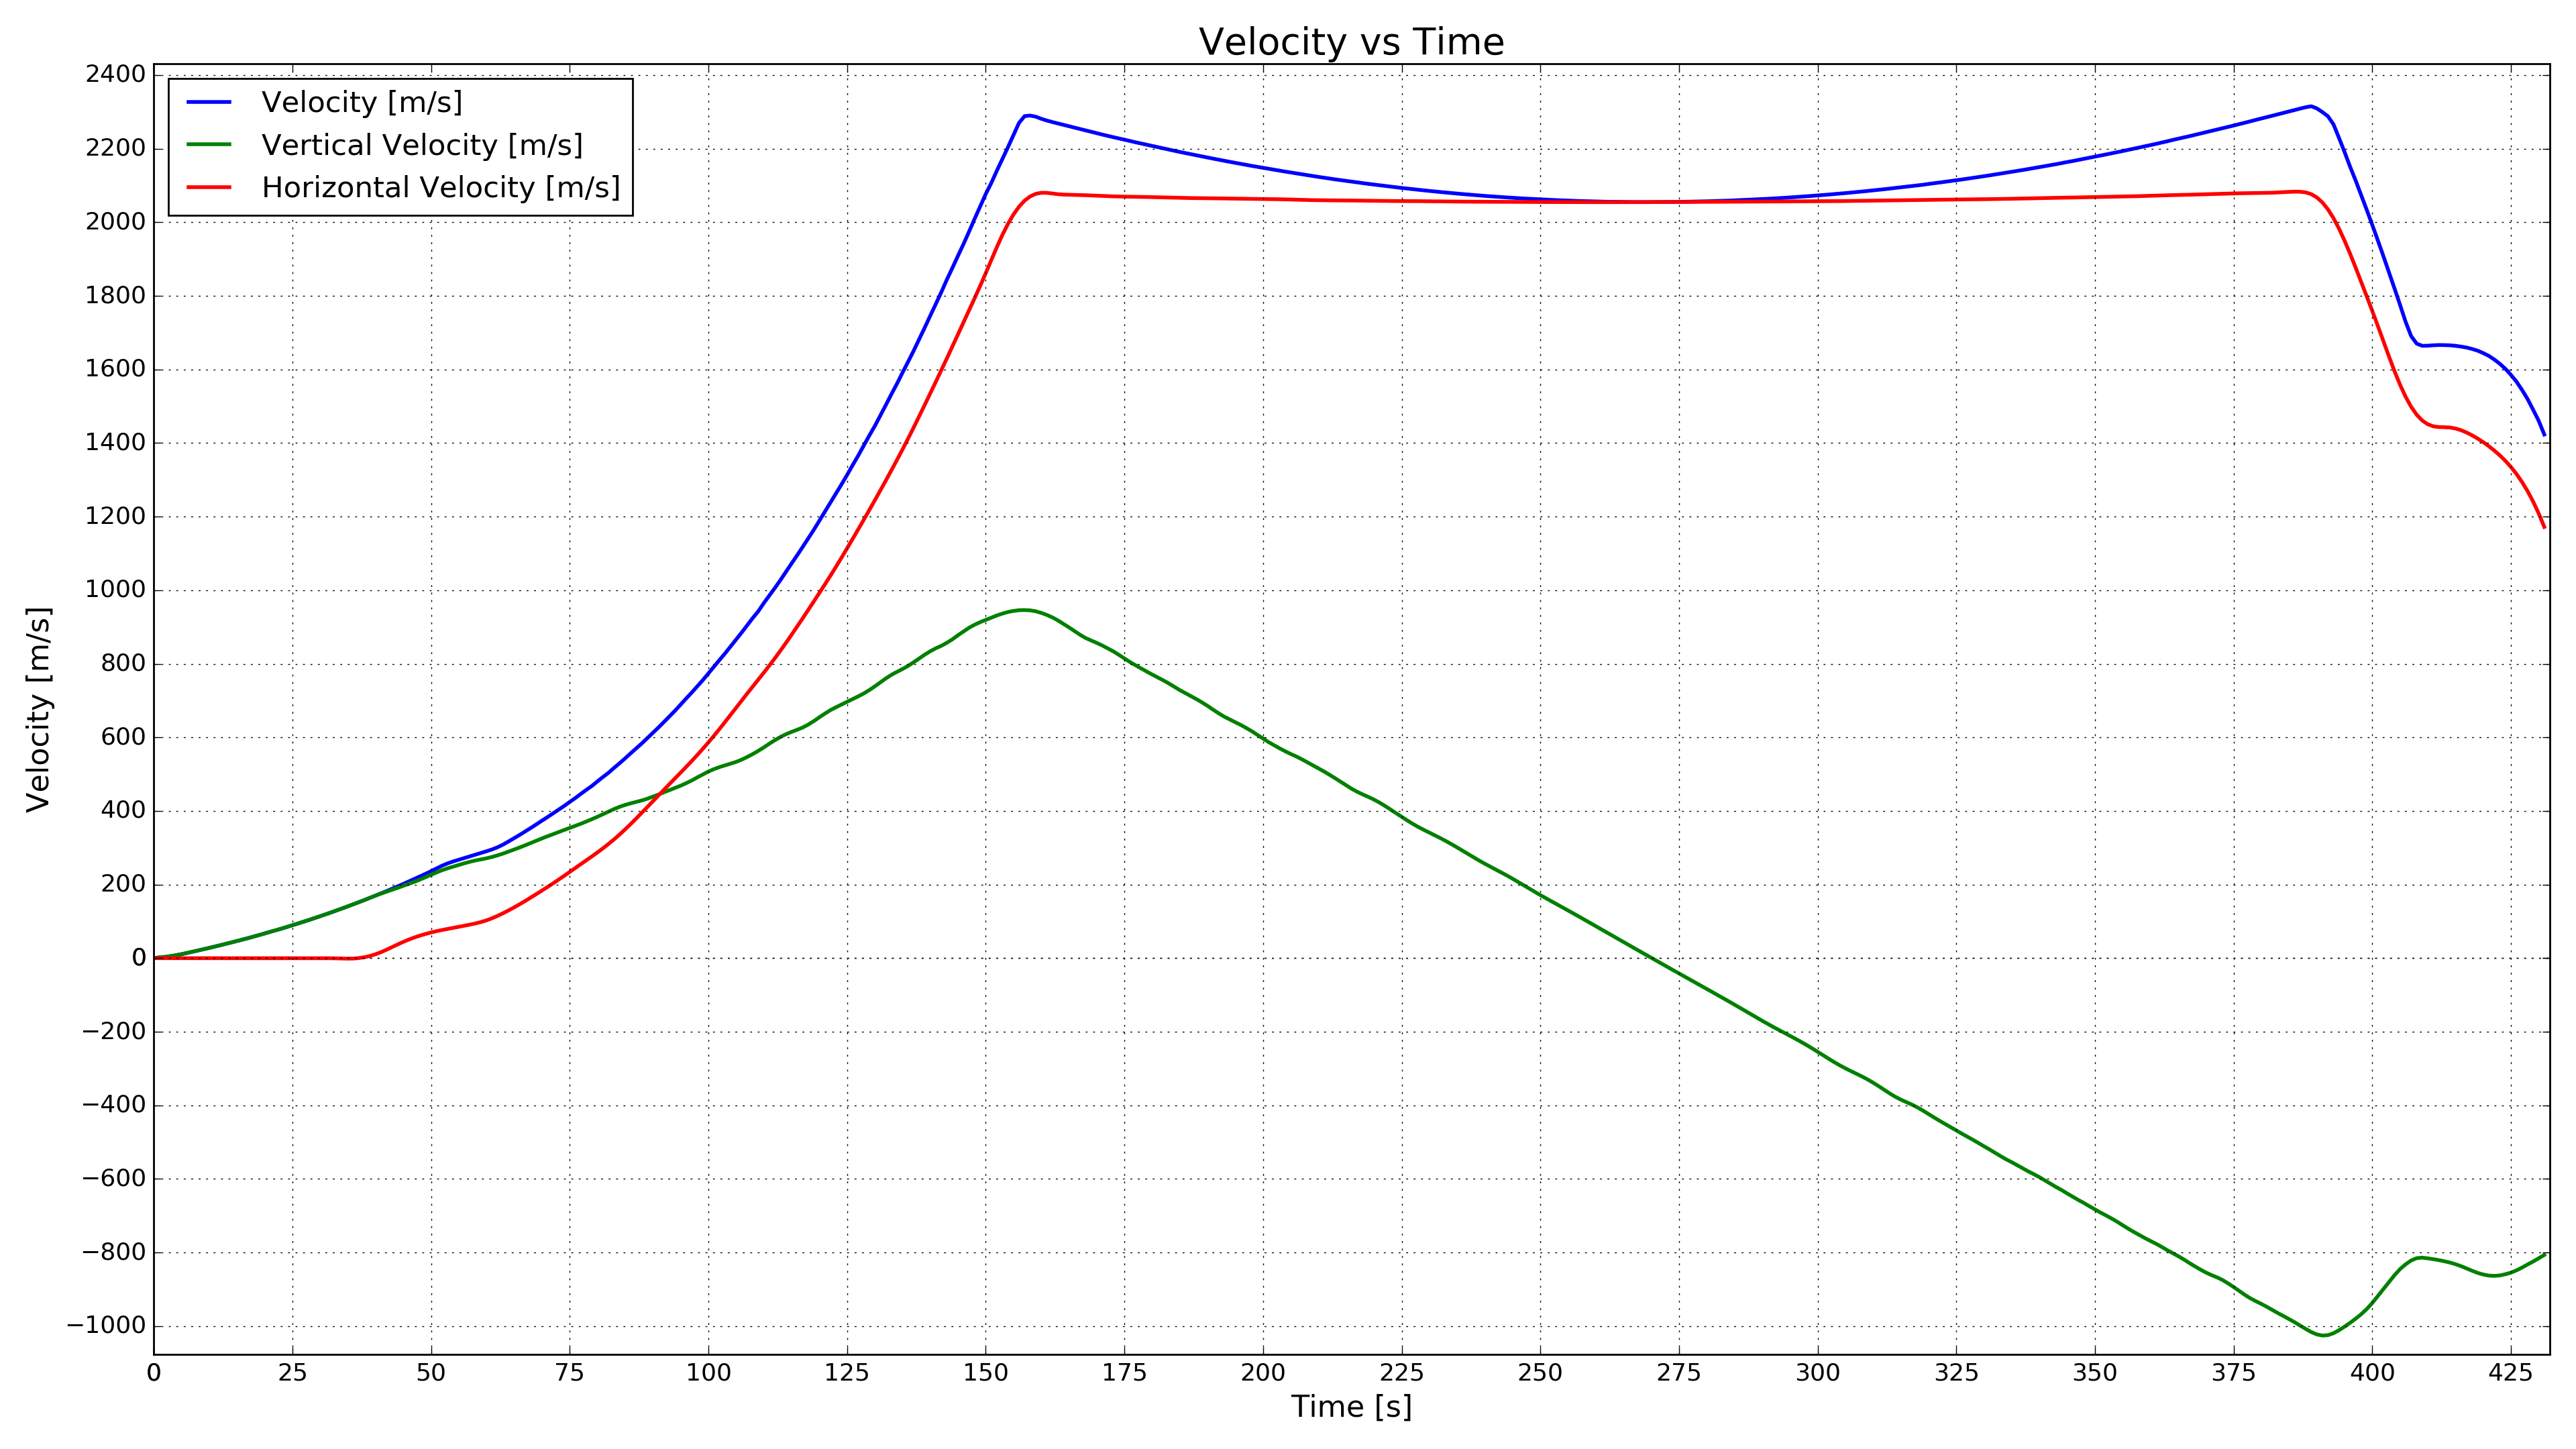 Velocity vs Time
2400
2200
2000
1800
1600
1400
1200
1000
800
600
400
200
0
−200
−400
−600
−800
−1000
Velocity [m/s]
Velocity [m/s]
Vertical Velocity [m/s]
Horizontal Velocity [m/s]
0 25 50 75 100 125 150 175 200 225 250 275 300 325 350 375 400 425
Time [s]